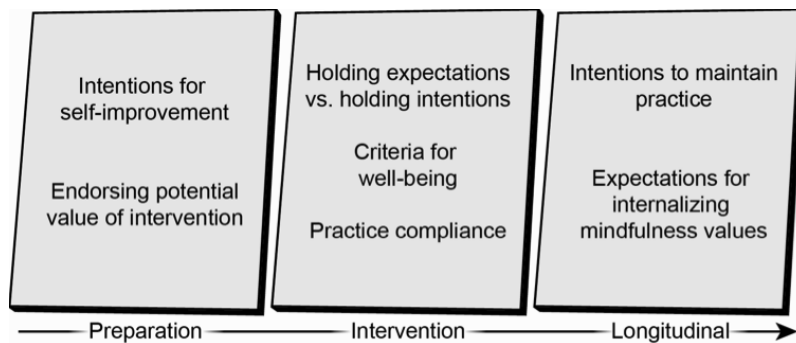 Intentions for
self-improvement
Endorsing potential
value of intervention
Holding expectations
vs. holding intentions
Criteria for
well-being
Practice compliance
Intentions to maintain
practice
Expectations for
internalizing
mindfulness values
Preparation
Intervention
Longitudinal